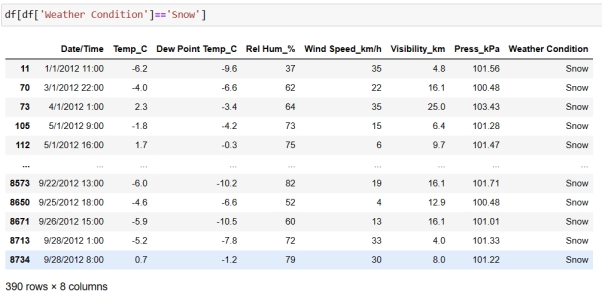 df[df['Weather Condition']=='Snow']
Date/Time Temp_C Dew Point Temp_C Rel Hum_% Wind Speed_km/h Visibility_km Press_kPa Weather Condition
11 1/1/2012 11:00 -6.2 -9.6 37 35 4.8 101.56 Snow
70 3/1/2012 22:00 -4.0 -6.6 62 22 16.1 100.48 Snow
73 4/1/2012 1:00 2.3 -3.4 64 35 25.0 103.43 Snow
105 5/1/2012 9:00 -1.8 -4.2 73 15 6.4 101.28 Snow
112 5/1/2012 16:00 1.7 -0.3 75 6 9.7 101.47 Snow
... ... ... ... ... ... ... ... ...
8573 9/22/2012 13:00 -6.0 -10.2 82 19 16.1 101.71 Snow
8650 9/25/2012 18:00 -4.6 -6.6 52 4 12.9 100.48 Snow
8671 9/26/2012 15:00 -5.9 -10.5 60 13 16.1 101.01 Snow
8713 9/28/2012 1:00 -5.2 -7.8 72 33 4.0 101.33 Snow
8734 9/28/2012 8:00 0.7 -1.2 79 30 8.0 101.22 Snow
390 rows × 8 columns